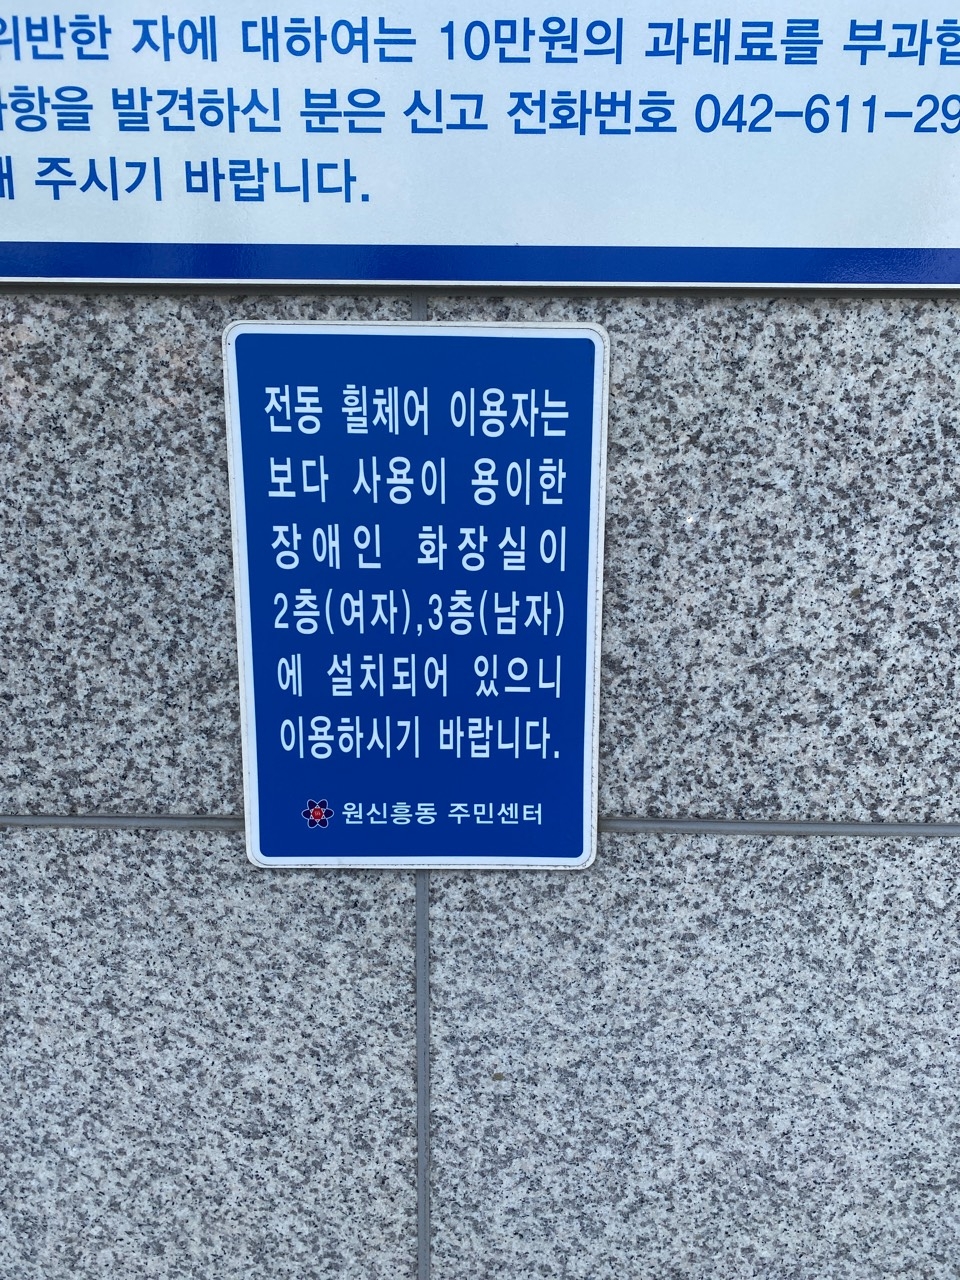 위반한 자에 대하여는 10만원의 과태료를 부과합
발견하신 분은 신고 전화번호 042-611-29
주시기 바랍니다.
전동 휠체어 이용자는
보다 사용이 용이한
장애인 화장실이
2층(여자),3층(남자)
에 설치되어 있으니
이용하시기 바랍니다.
원신흥동 주민센터